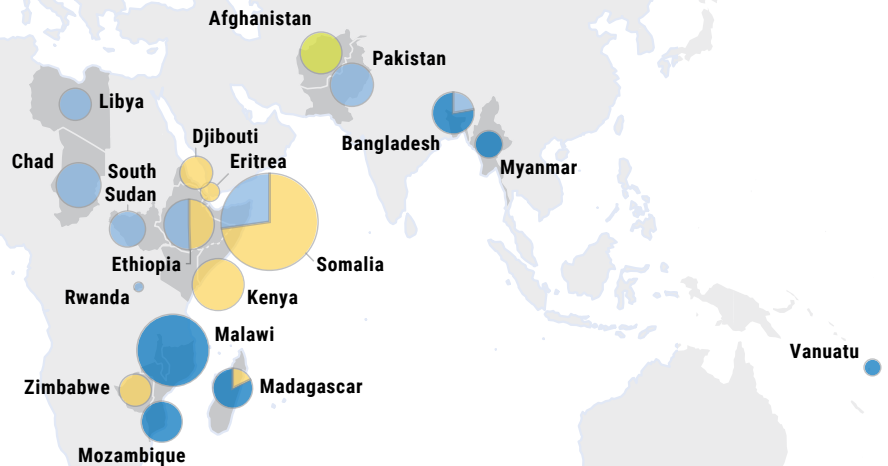 Afghanistan
Pakistan
Libya
Djibouti
Bangladesh
Chad
South
Sudan
Eritrea
Myanmar
Ethiopia
Somalia
Rwanda
Kenya
Malawi
Vanuatu
Zimbabwe
Madagascar
Mozambique